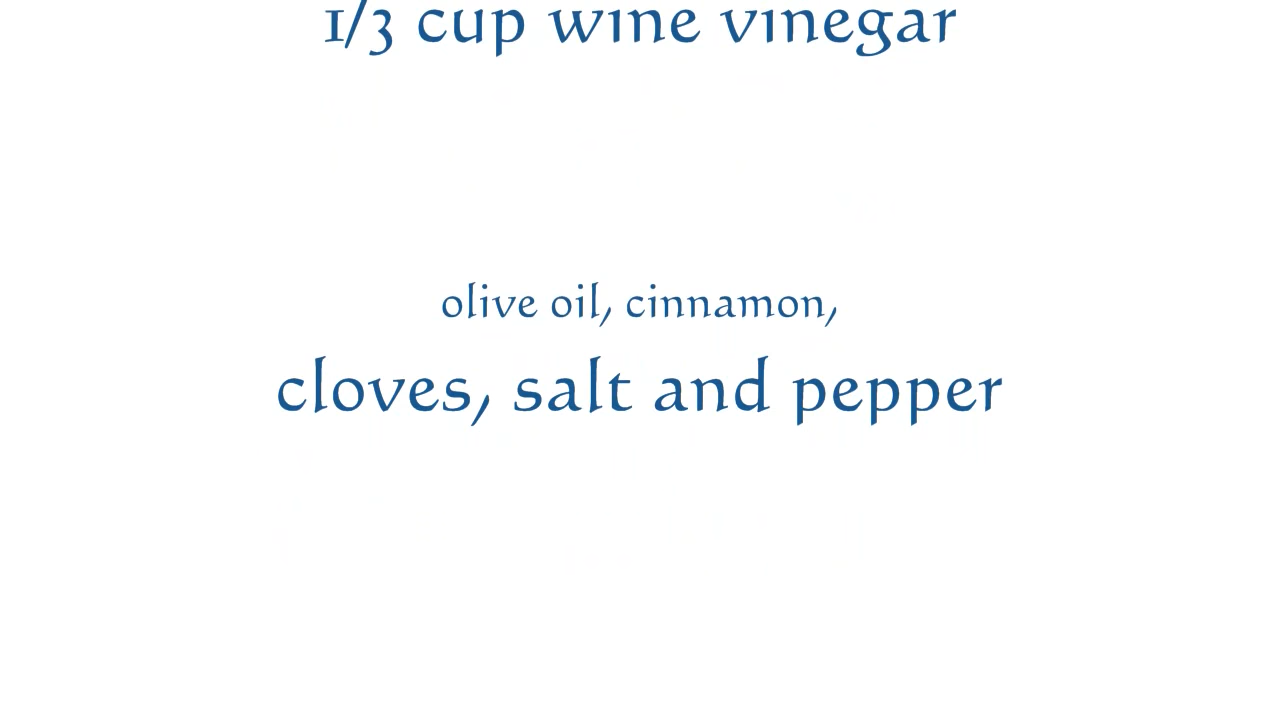 1/3 cup wine vinegar
olive oil, cinnamon,
cloves, salt and pepper